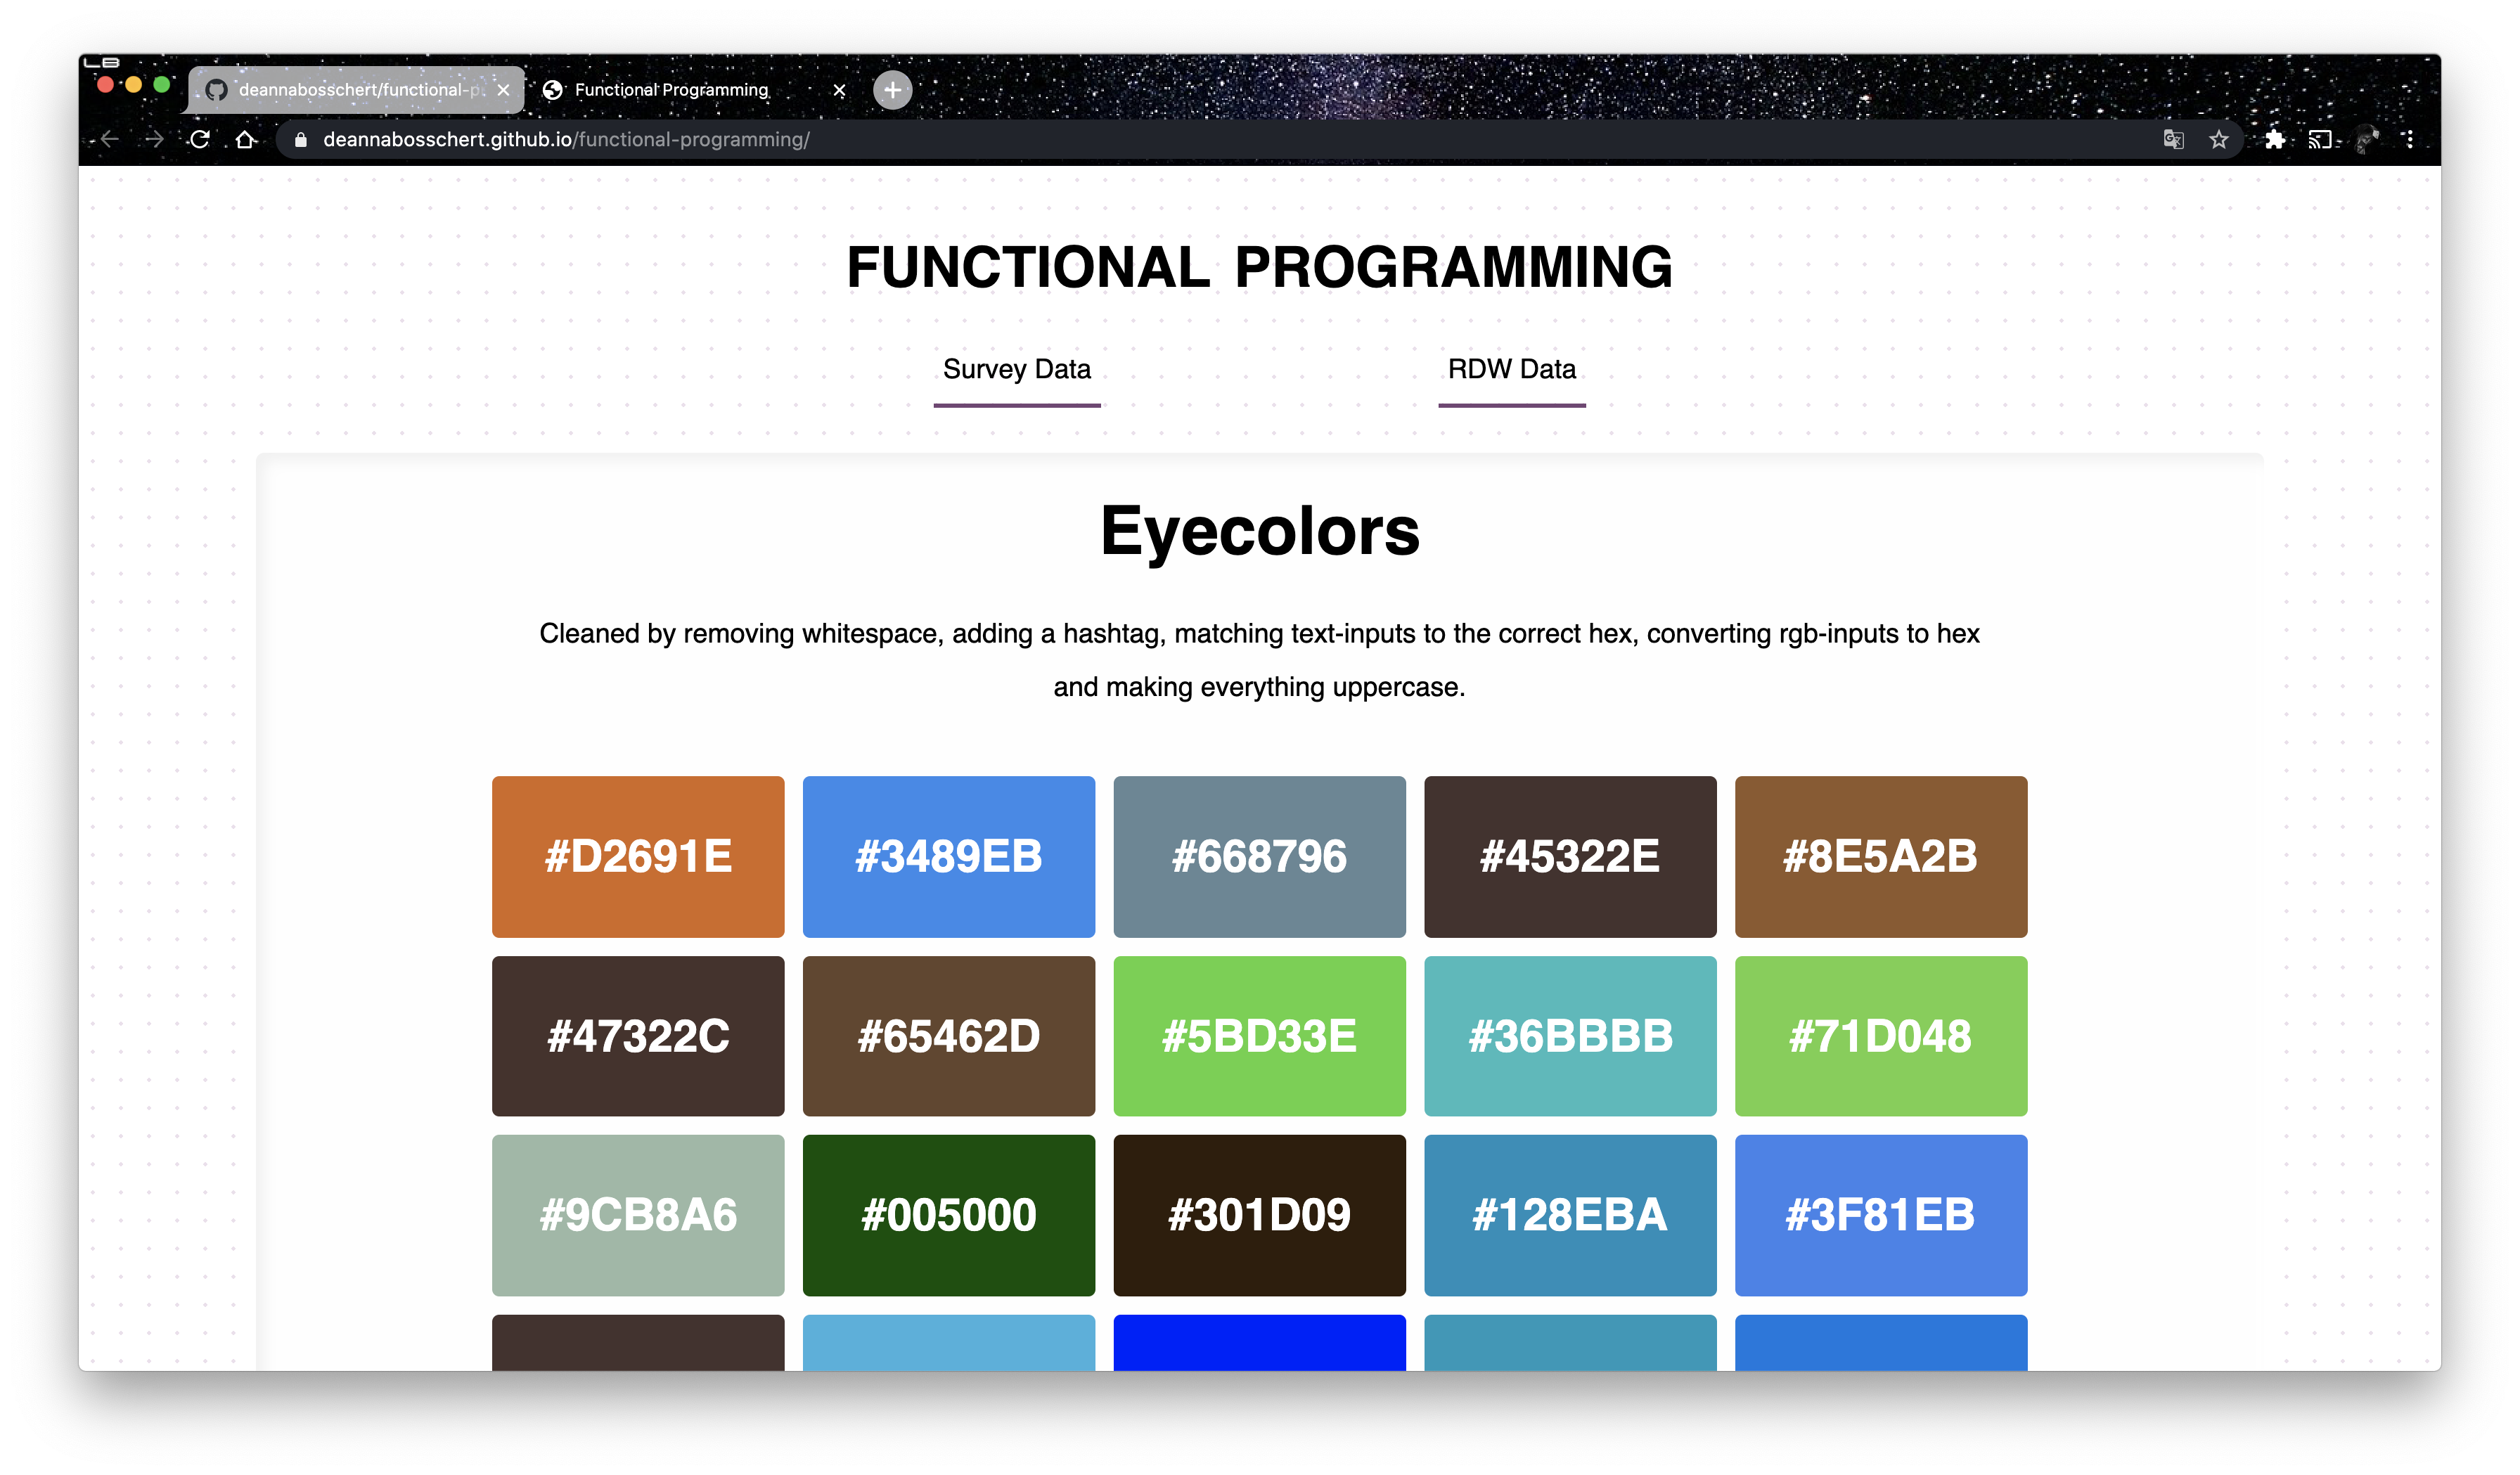 deannabosschert/functional-p
Functional Programming
deannabosschert.github.io/functional-programming/
FUNCTIONAL PROGRAMMING
Survey Data
RDW Data
Eyecolors
Cleaned by removing whitespace, adding a hashtag, matching text-inputs to the correct hex, converting rgb-inputs to hex
and making everything uppercase.
#D2691E #3489EB #668796 #45322E #8E5A2B
#47322C #65462D #5BD33E #36BBBB #71D048
#9CB8A6 #005000 #301D09 #128EBA #3F81EB